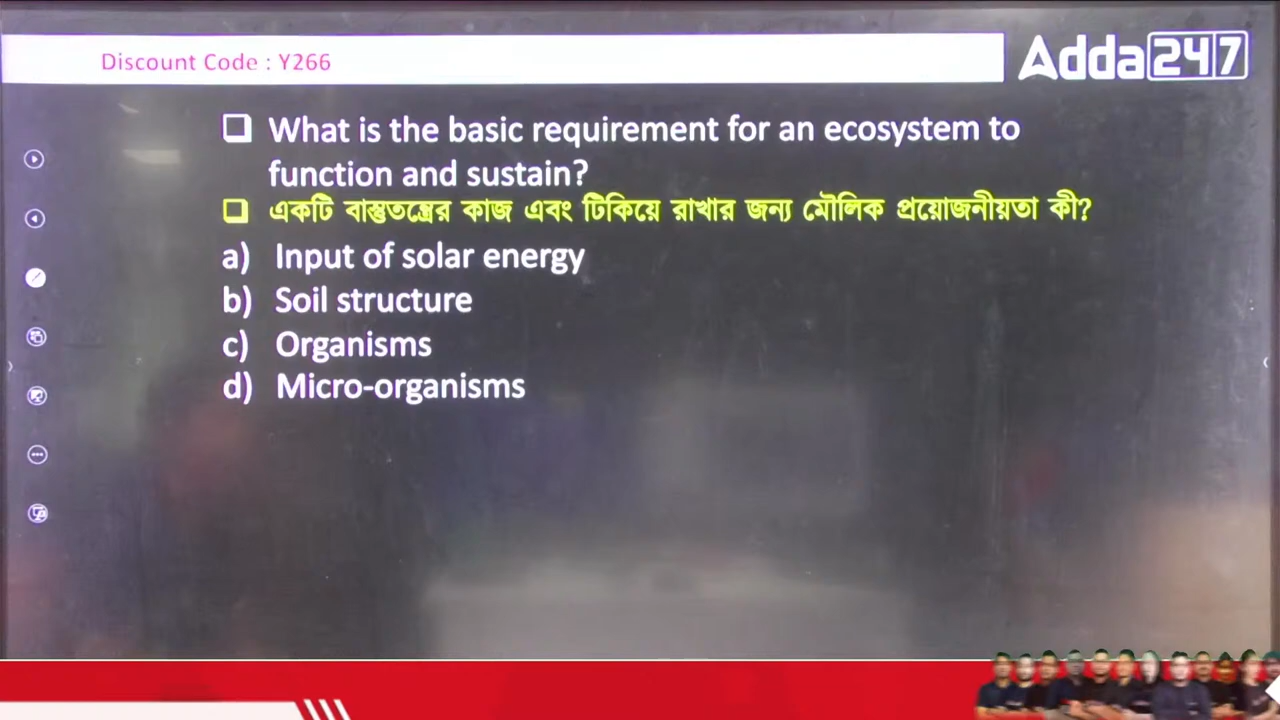 Discount Code : Y266
Adda247
What is the basic requirement for an ecosystem to
function and sustain?
একটি বাস্তুতন্ত্রের কাজ এবং টিকিয়ে রাখার জন্য মৌলিক প্রয়োজনীয়তা কী?
a) Input of solar energy
b) Soil structure
c) Organisms
d) Micro-organisms